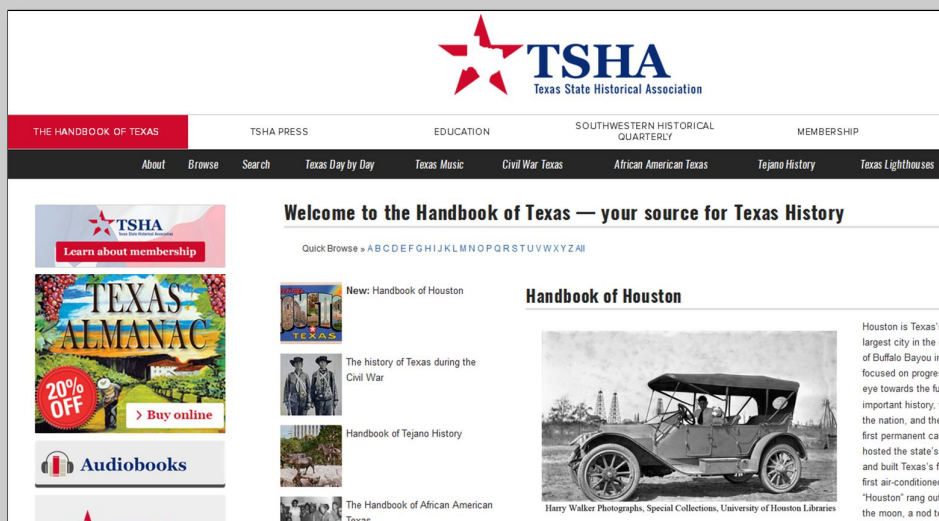 TSHA
Texas State Historical Association
THE HANDBOOK OF TEXAS
TSHA PRESS
EDUCATION
SOUTHWESTERN HISTORICAL
QUARTERLY
MEMBERSHIP
About Browse Search Texas Day by Day Texas Music Civil War Texas African American Texas Tejano History Texas Lighthouses
TSHA
Texas State Historical Association
Learn about membership
TEXAS
ALMANAC
20%
OFF
> Buy online
Audiobooks
Welcome to the Handbook of Texas — your source for Texas History
Quick Browse » A B C D E F G H I J K L M N O P Q R S T U V W X Y Z All
TEXAS
New: Handbook of Houston
The history of Texas during the
Civil War
Handbook of Tejano History
The Handbook of African American
Texas
Handbook of Houston
Harry Walker Photographs, Special Collections, University of Houston Libraries
Houston is Texas'
largest city in the
of Buffalo Bayou i
focused on progre
eye towards the fu
important history,
the nation, and the
first permanent ca
hosted the state's
and built Texas's f
first air-conditione
"Houston" rang ou
the moon, a nod t